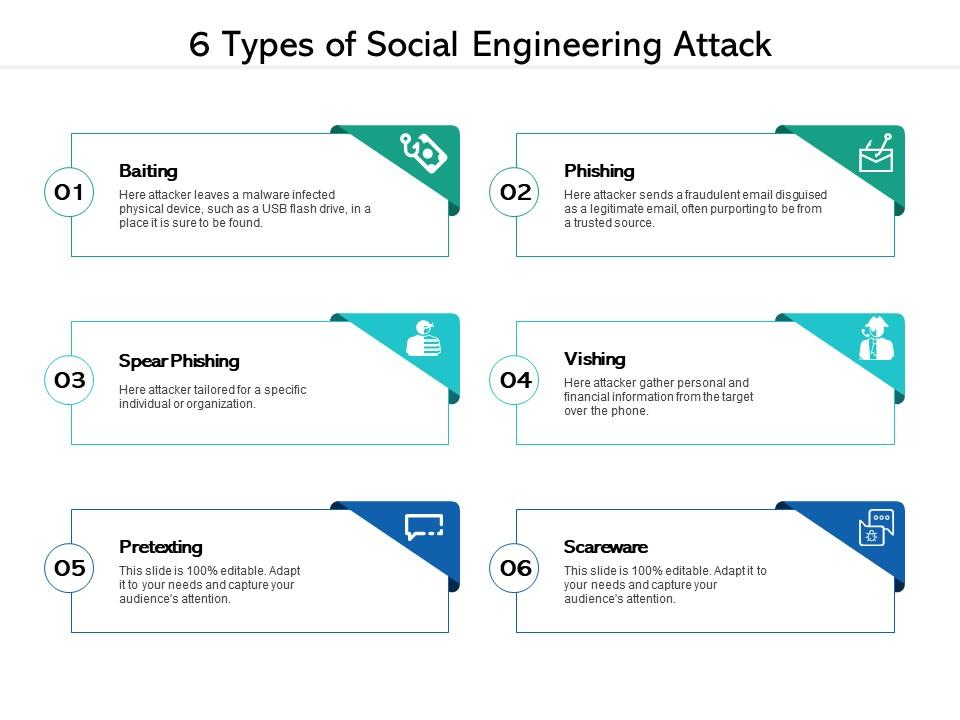 6 Types of Social Engineering Attack
01
Baiting
Here attacker leaves a malware infected
physical device, such as a USB flash drive, in a
place it is sure to be found.
02
Phishing
Here attacker sends a fraudulent email disguised
as a legitimate email, often purporting to be from
a trusted source.
03
Spear Phishing
Here attacker tailored for a specific
individual or organization.
04
Vishing
Here attacker gather personal and
financial information from the target
over the phone.
05
Pretexting
This slide is 100% editable. Adapt
it to your needs and capture your
audience's attention.
06
Scareware
This slide is 100% editable. Adapt it to
your needs and capture your
audience's attention.